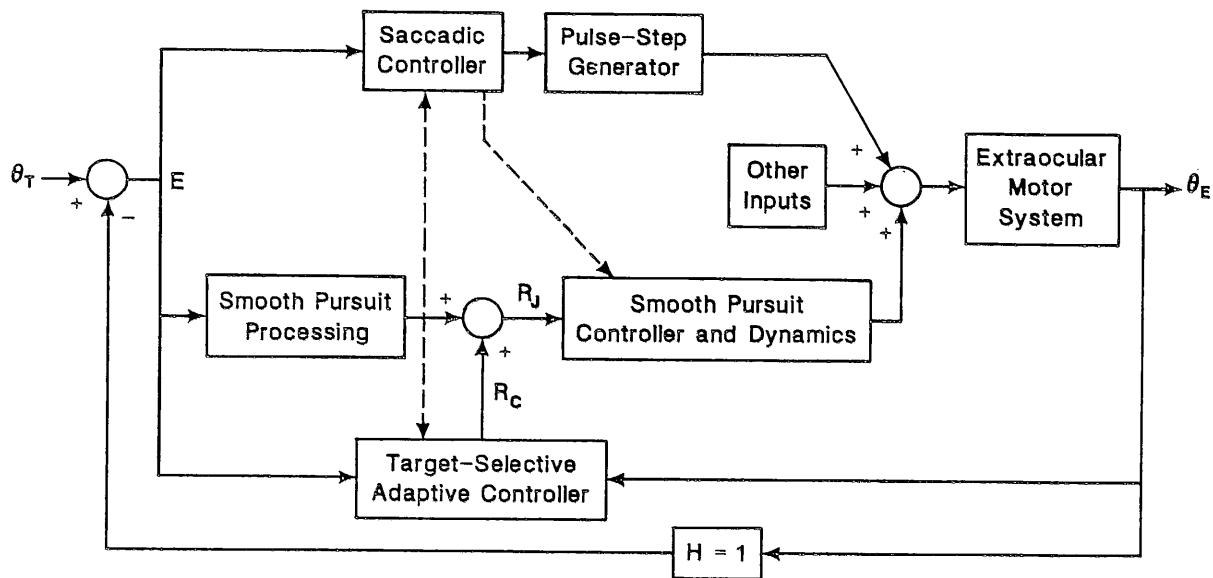 Saccadic
Controller
Pulse-Step
Generator
θT
+
−
E
Other
Inputs
+
+
+
Extraocular
Motor
System
θE
Smooth Pursuit
Processing
+
+
RJ
Smooth Pursuit
Controller and Dynamics
RC
Target-Selective
Adaptive Controller
H = 1